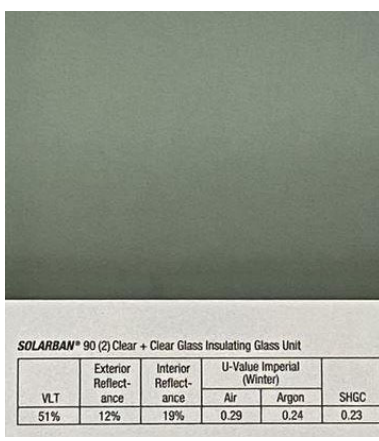 SOLARBAN® 90 (2) Clear + Clear Glass Insulating Glass Unit
Exterior Interior U-Value Imperial
Reflect- Reflect- (Winter)
VLT ance ance Air Argon SHGC
51% 12% 19% 0.29 0.24 0.23